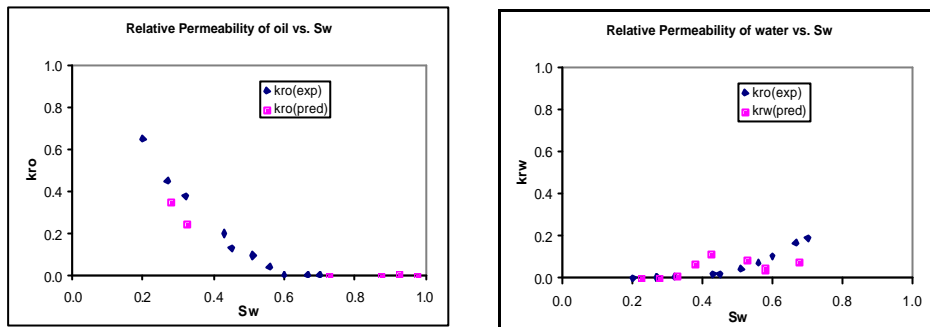 Relative Permeability of oil vs. Sw
1.0
0.8
0.6
0.4
0.2
0.0
kro
kro(exp)
kro(pred)
0.0 0.2 0.4 0.6 0.8 1.0
Sw
Relative Permeability of water vs. Sw
1.0
0.8
0.6
0.4
0.2
0.0
krw
kro(exp)
krw(pred)
0.0 0.2 0.4 0.6 0.8 1.0
Sw